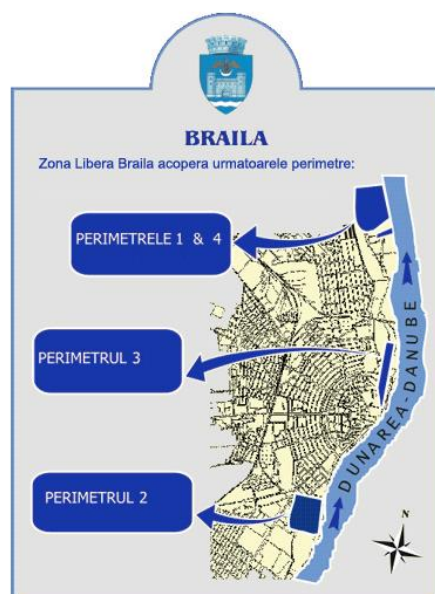 BRAILA
Zona Libera Braila acopera urmatoarele perimetre:
PERIMETRELE 1 & 4
PERIMETRUL 3
PERIMETRUL 2
DUNAREA-DANUBE
N